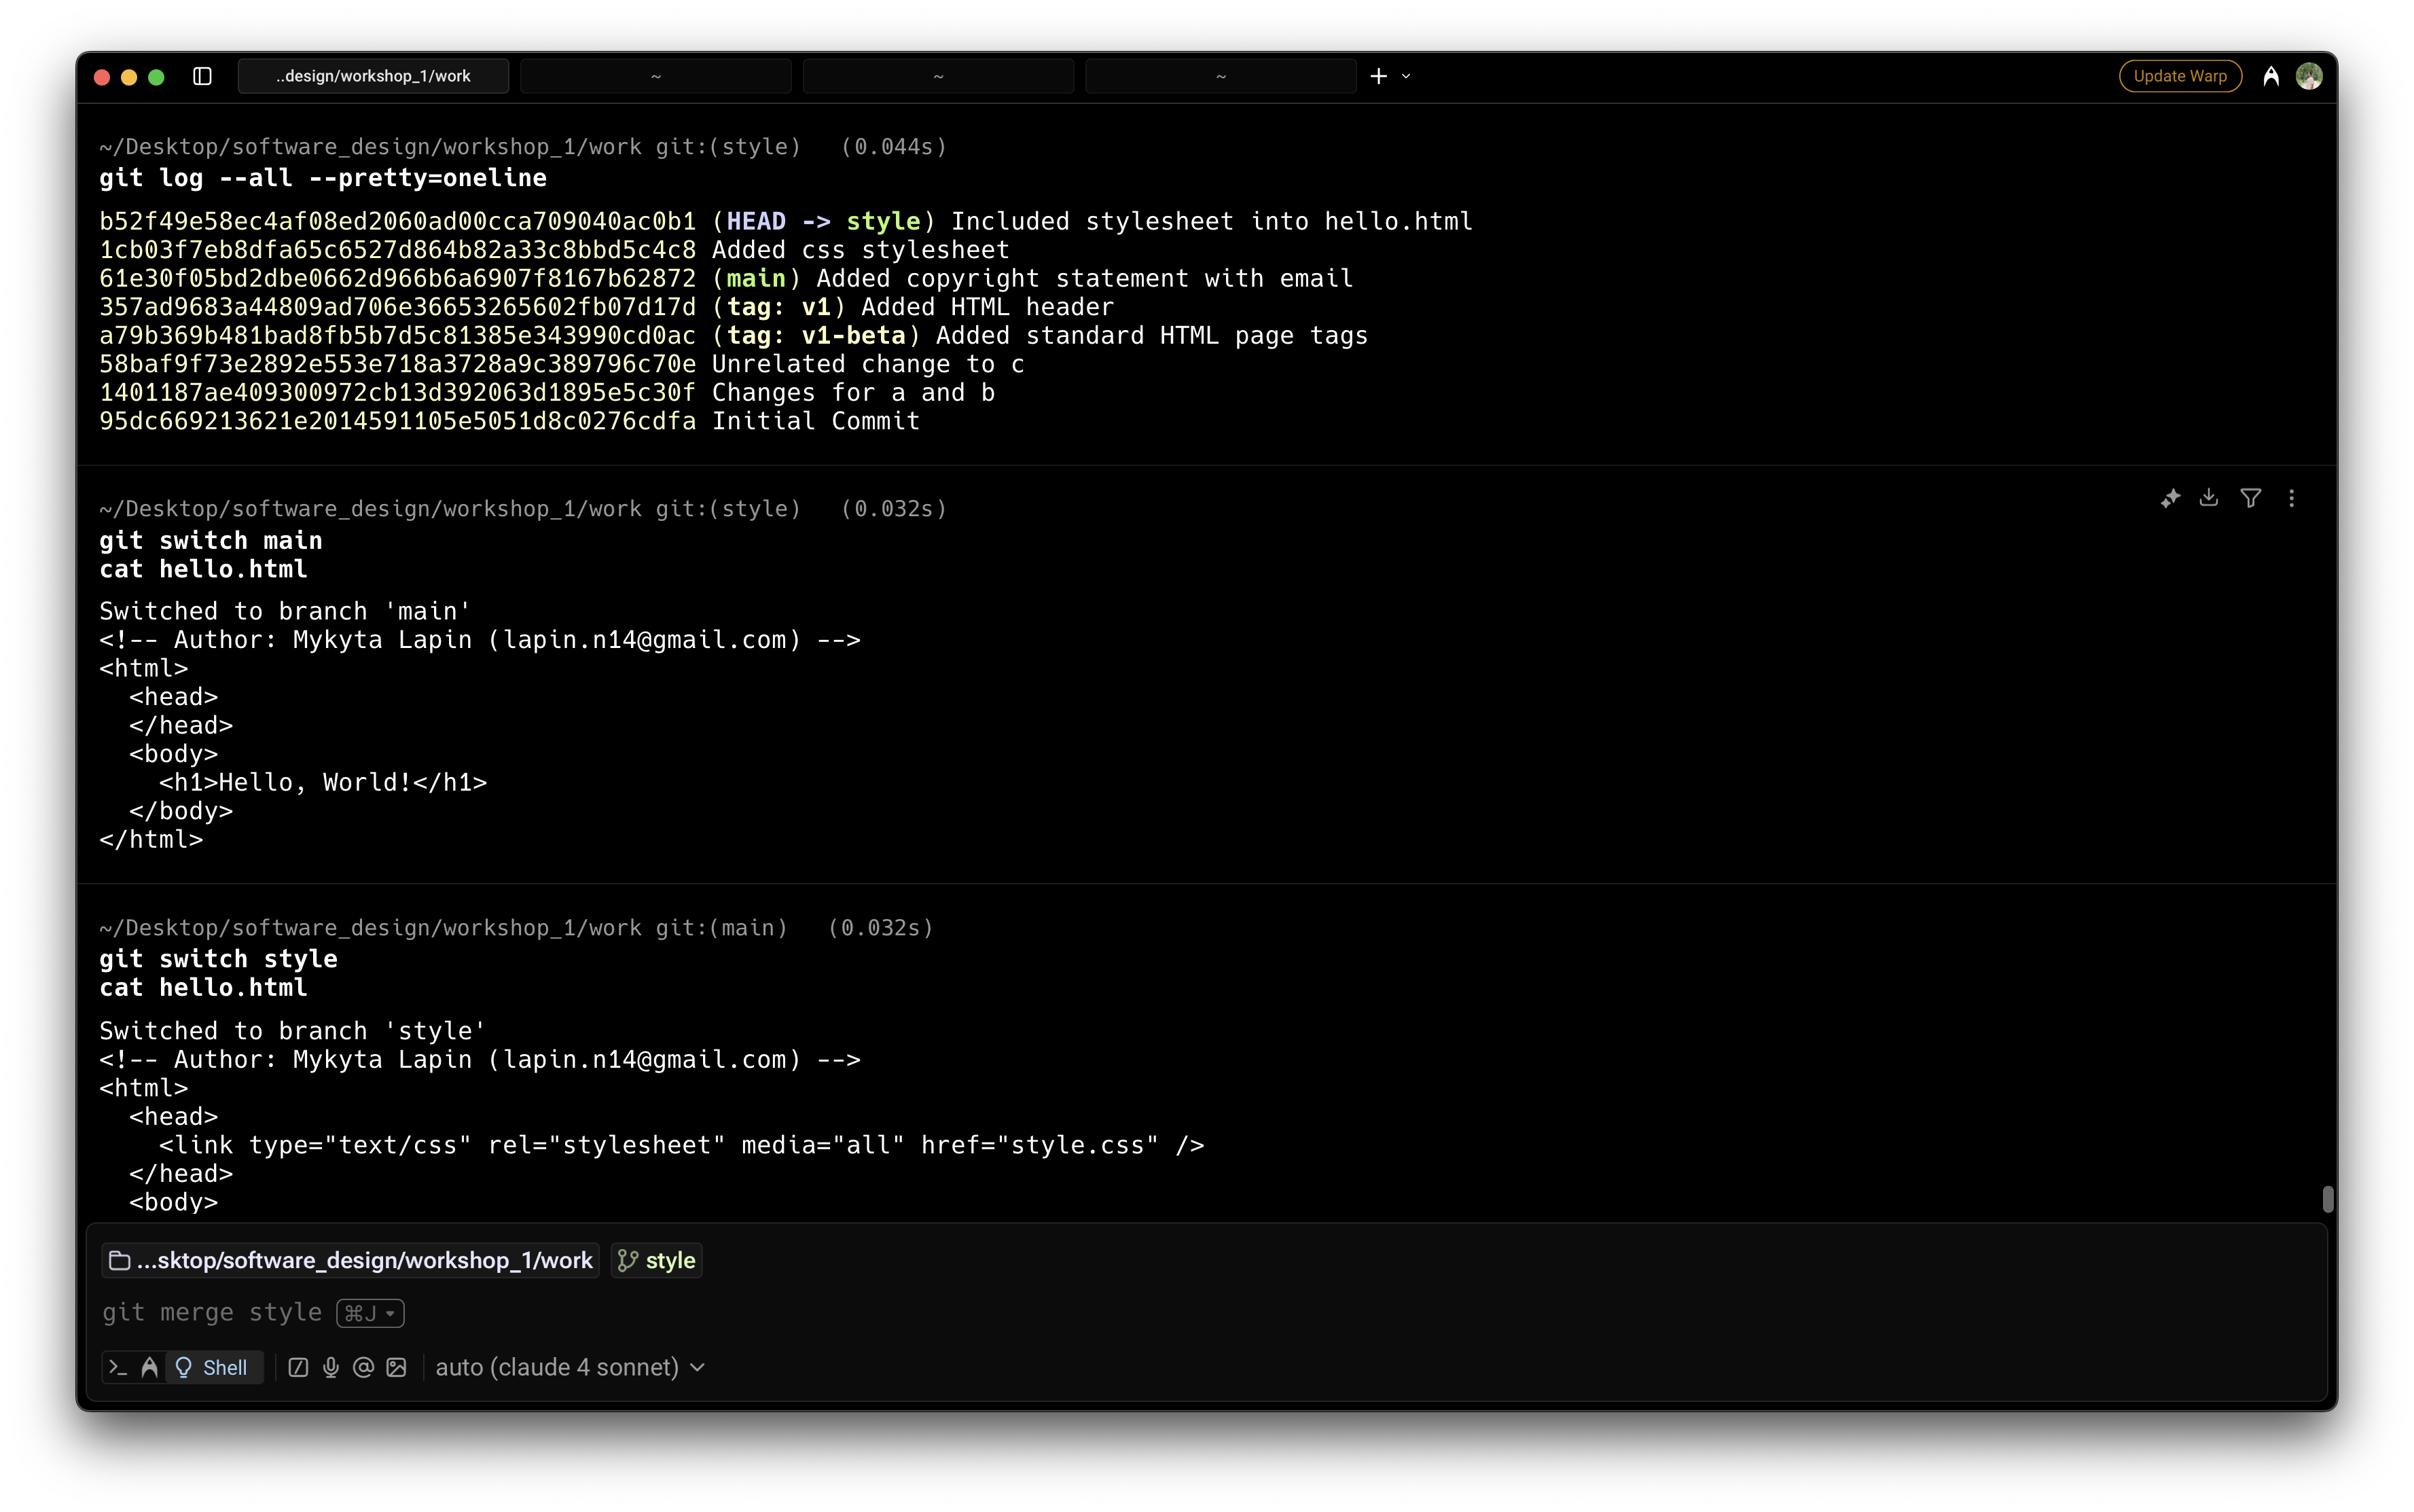 ..design/workshop_1/work ~ ~ ~ Update Warp
~/Desktop/software_design/workshop_1/work git:(style) (0.044s)
git log --all --pretty=oneline
b52f49e58ec4af08ed2060ad00cca709040ac0b1 (HEAD -> style) Included stylesheet into hello.html
1cb03f7eb8dfa65c6527d864b82a33c8bbd5c4c8 Added css stylesheet
61e30f05bd2dbe0662d966b6a6907f8167b62872 (main) Added copyright statement with email
357ad9683a44809ad706e36653265602fb07d17d (tag: v1) Added HTML header
a79b369b481bad8fb5b7d5c81385e343990cd0ac (tag: v1-beta) Added standard HTML page tags
58baf9f73e2892e553e718a3728a9c389796c70e Unrelated change to c
1401187ae409300972cb13d392063d1895e5c30f Changes for a and b
95dc669213621e2014591105e5051d8c0276cdfa Initial Commit
~/Desktop/software_design/workshop_1/work git:(style) (0.032s)
git switch main
cat hello.html
Switched to branch 'main'
<!-- Author: Mykyta Lapin (lapin.n14@gmail.com) -->
<html>
  <head>
  </head>
  <body>
    <h1>Hello, World!</h1>
  </body>
</html>
~/Desktop/software_design/workshop_1/work git:(main) (0.032s)
git switch style
cat hello.html
Switched to branch 'style'
<!-- Author: Mykyta Lapin (lapin.n14@gmail.com) -->
<html>
  <head>
    <link type="text/css" rel="stylesheet" media="all" href="style.css" />
  </head>
  <body>
...sktop/software_design/workshop_1/work style
git merge style ⌘J
Shell auto (claude 4 sonnet)